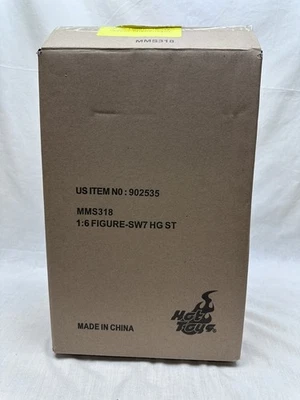 MMS318
US ITEM NO: 902535
MMS318
1:6 FIGURE-SW7 HG ST
Hot
Toys
MADE IN CHINA